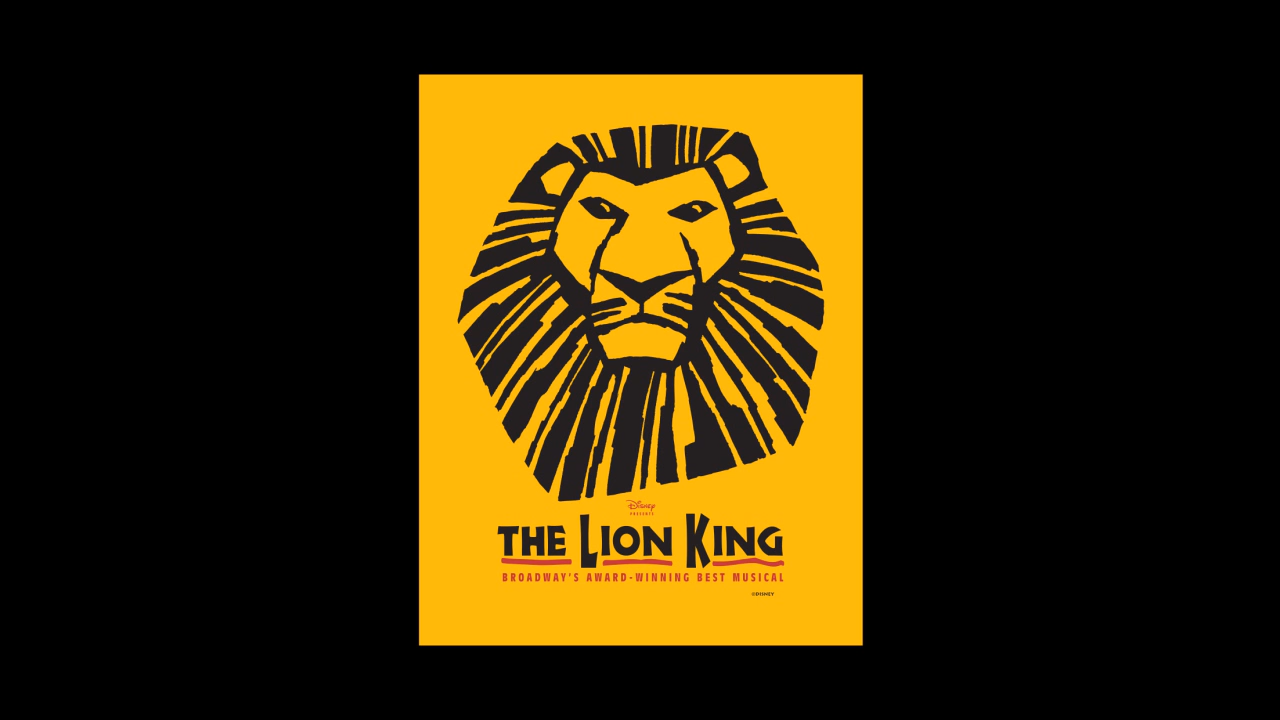 Disney
PRESENTS
THE LION KING
BROADWAY'S AWARD-WINNING BEST MUSICAL
©DISNEY